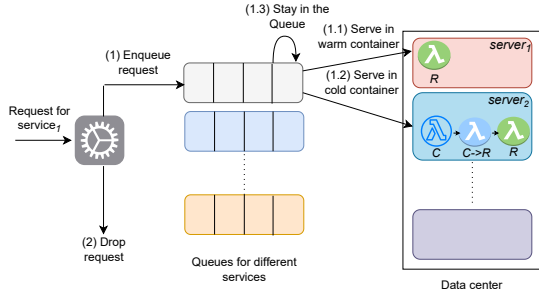 (1.3) Stay in the
Queue
(1) Enqueue
request
(1.1) Serve in
warm container
(1.2) Serve in
cold container
server1
λ
R
server2
λ λ λ
C C->R R
Request for
service1
(2) Drop
request
Queues for different
services
Data center